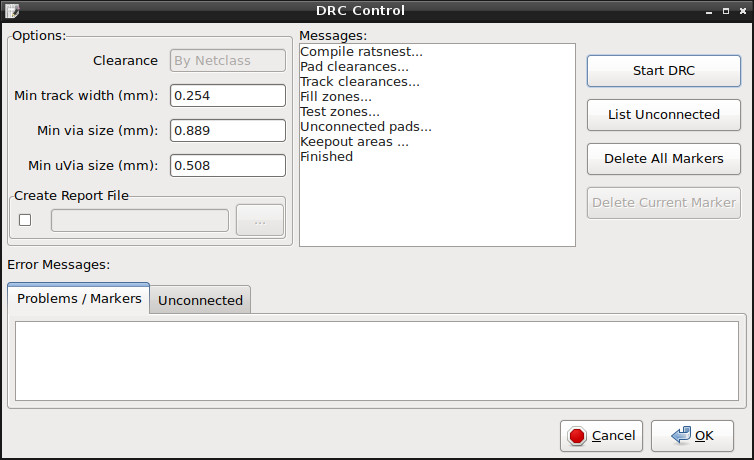 DRC Control
Options:
Clearance By Netclass
Min track width (mm): 0.254
Min via size (mm): 0.889
Min uVia size (mm): 0.508
Create Report File
...
Messages:
Compile ratsnest...
Pad clearances...
Track clearances...
Fill zones...
Test zones...
Unconnected pads...
Keepout areas ...
Finished
Start DRC
List Unconnected
Delete All Markers
Delete Current Marker
Error Messages:
Problems / Markers Unconnected
Cancel OK